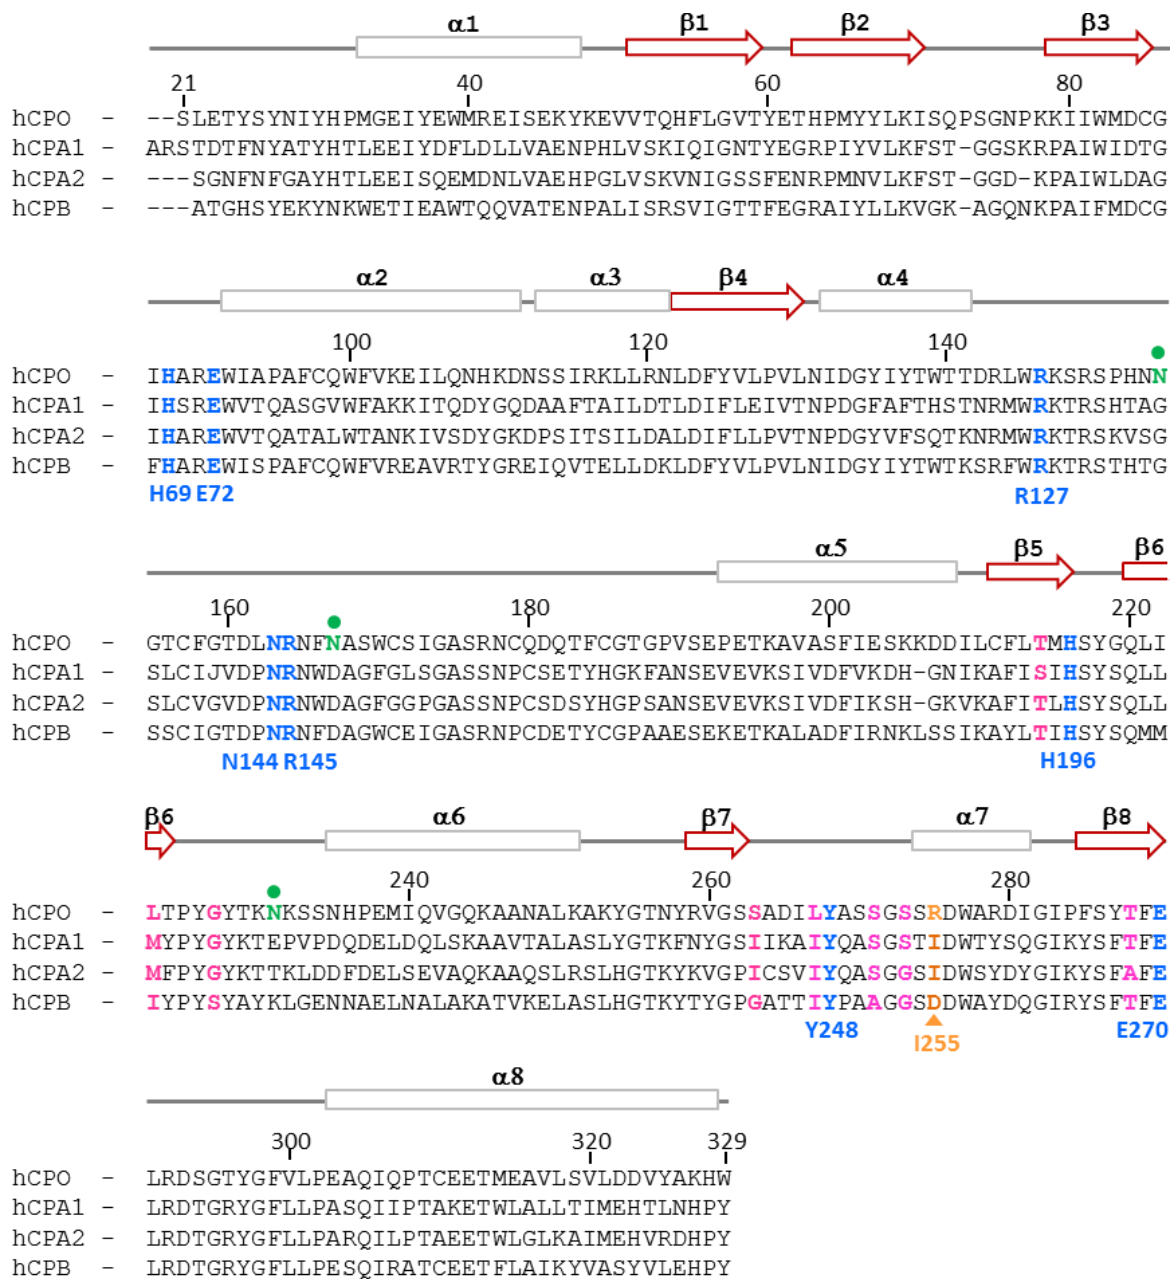 α1 β1 β2 β3
21 40 60 80
hCPO - --SLETYSYNIYHPMGEIYEWMREISEKYKEVVTQHFLGVTYETHPMYYLKISQPSGNPKKIIWMDCG
hCPA1 - ARSTDTFNYATYHTLEEIYDFLDLLVAENPHLVSKIQIGNTYEGRPIYVLKFST-GGSKRPAIWIDTG
hCPA2 - ---SGNFNFGAYHTLEEISQEMDNLVAEHPGLVSKVNIGSSFENRPMNVLKFST-GGD-KPAIWLDAG
hCPB - ---ATGHSYEKYNKWETIEAWTQQVATENPALISRSVIGTTFEGRAIYLLKVGK-AGQNKPAIFMDCG
α2 α3 β4 α4
100 120 140
hCPO - IHAREWIAPAFCQWFVKEILQNHKDNSSIRKLLRNLDFYVLPVLNIDGYIYTWTTDRLWRKSRSPHNN
hCPA1 - IHSREWVTQASGVWFAKKITQDYGQDAAFTAILDTLDIFLEIVTNPDGFAFTHSTNRMWRKTRSHTAG
hCPA2 - IHAREWVTQATALWTANKIVSDYGKDPSITSILDALDIFLLPVTNPDGYVFSQTKNRMWRKTRSKVSG
hCPB - FHAREWISPAFCQWFVREAVRTYGREIQVTELLDKLDFYVLPVLNIDGYIYTWTKSRFWRKTRSTHTG
H69 E72 R127
α5 β5 β6
160 180 200 220
hCPO - GTCFGTDLNRNFNASWCSIGASRNCQDQTFCGTGPVSEPETKAVASFIESKKDDILCFLTMHSYGQLI
hCPA1 - SLCIJVDPNRNWDAGFGLSGASSNPCSETYHGKFANSEVEVKSIVDFVKDH-GNIKAFISIHSYSQLL
hCPA2 - SLCVGVDPNRNWDAGFGGPGASSNPCSDSYHGPSANSEVEVKSIVDFIKSH-GKVKAFITLHSYSQLL
hCPB - SSCIGTDPNRNFDAGWCEIGASRNPCDETYCGPAAESEKETKALADFIRNKLSSIKAYLTIHSYSQMM
N144 R145 H196
β6 α6 β7 α7 β8
240 260 280
hCPO - LTPYGYTKNKSSNHPEMIQVGQKAANALKAKYGTNYRVGSSADILYASSGSSRDWARDIGIPFSYTFE
hCPA1 - MYPYGYKTEPVPDQDELDQLSKAAVTALASLYGTKFNYGSIIKAIYQASGSTIDWTYSQGIKYSFTFE
hCPA2 - MFPYGYKTTKLDDFDELSEVAQKAAQSLRSLHGTKYKVGPICSVIYQASGGSIDWSYDYGIKYSFAFE
hCPB - IYPYSYAYKLGENNAELNALAKATVKELASLHGTKYTYGPGATTIYPAAGGSDDWAYDQGIRYSFTFE
Y248 I255 E270
α8
300 320 329
hCPO - LRDSGTYGFVLPEAQIQPTCEETMEAVLSVLDDVYAKHW
hCPA1 - LRDTGRYGFLLPASQIIPTAKETWLALLTIMEHTLNHPY
hCPA2 - LRDTGRYGFLLPARQILPTAEETWLGLKAIMEHVRDHPY
hCPB - LRDTGRYGFLLPESQIRATCEETFLAIKYVASYVLEHPY